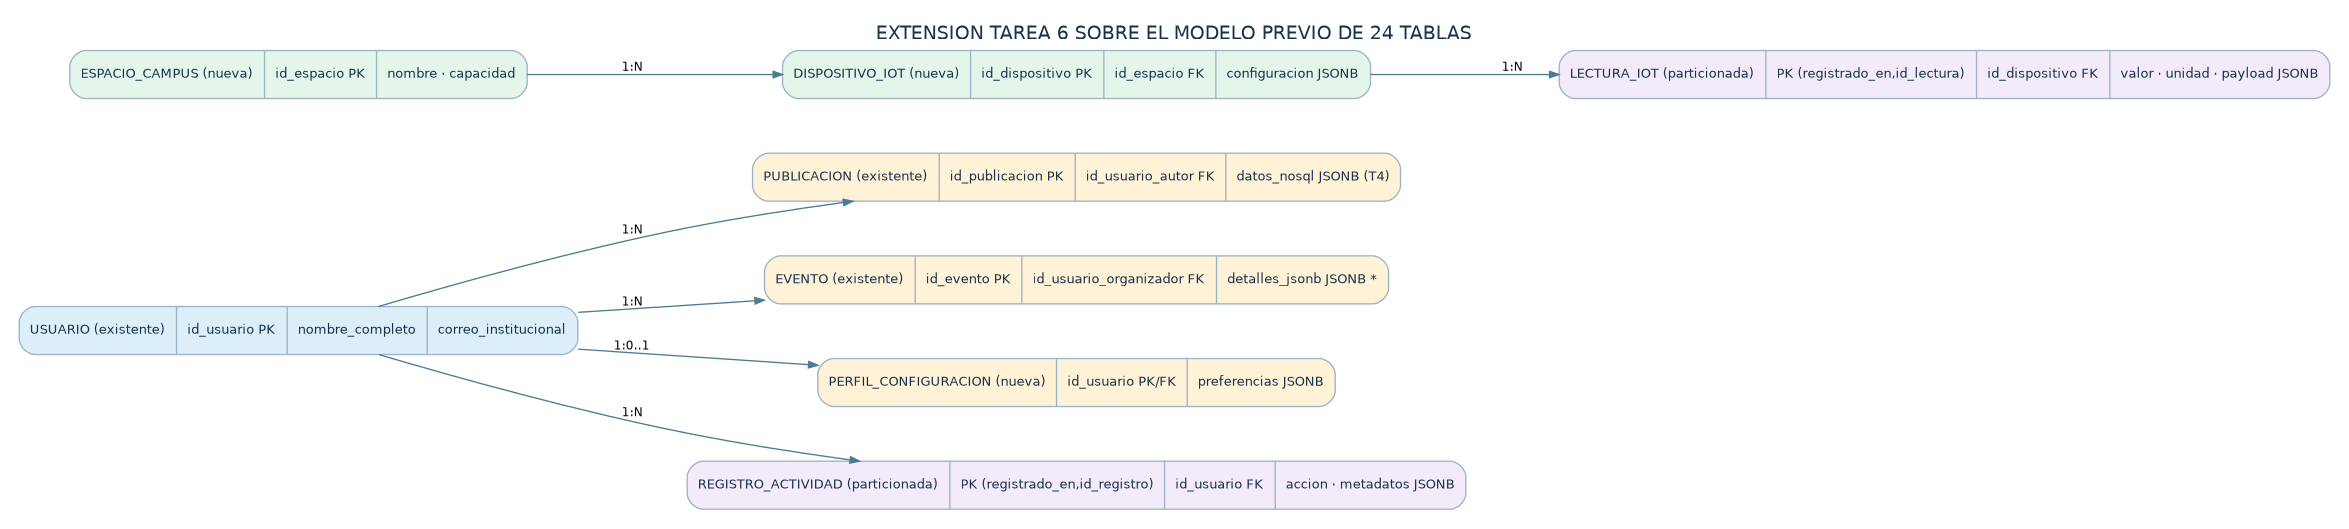 EXTENSION TAREA 6 SOBRE EL MODELO PREVIO DE 24 TABLAS
ESPACIO_CAMPUS (nueva) id_espacio PK nombre · capacidad
1:N
DISPOSITIVO_IOT (nueva) id_dispositivo PK id_espacio FK configuracion JSONB
1:N
LECTURA_IOT (particionada) PK (registrado_en,id_lectura) id_dispositivo FK valor · unidad · payload JSONB
PUBLICACION (existente) id_publicacion PK id_usuario_autor FK datos_nosql JSONB (T4)
1:N
EVENTO (existente) id_evento PK id_usuario_organizador FK detalles_jsonb JSONB *
1:N
USUARIO (existente) id_usuario PK nombre_completo correo_institucional
1:0..1
PERFIL_CONFIGURACION (nueva) id_usuario PK/FK preferencias JSONB
1:N
REGISTRO_ACTIVIDAD (particionada) PK (registrado_en,id_registro) id_usuario FK accion · metadatos JSONB